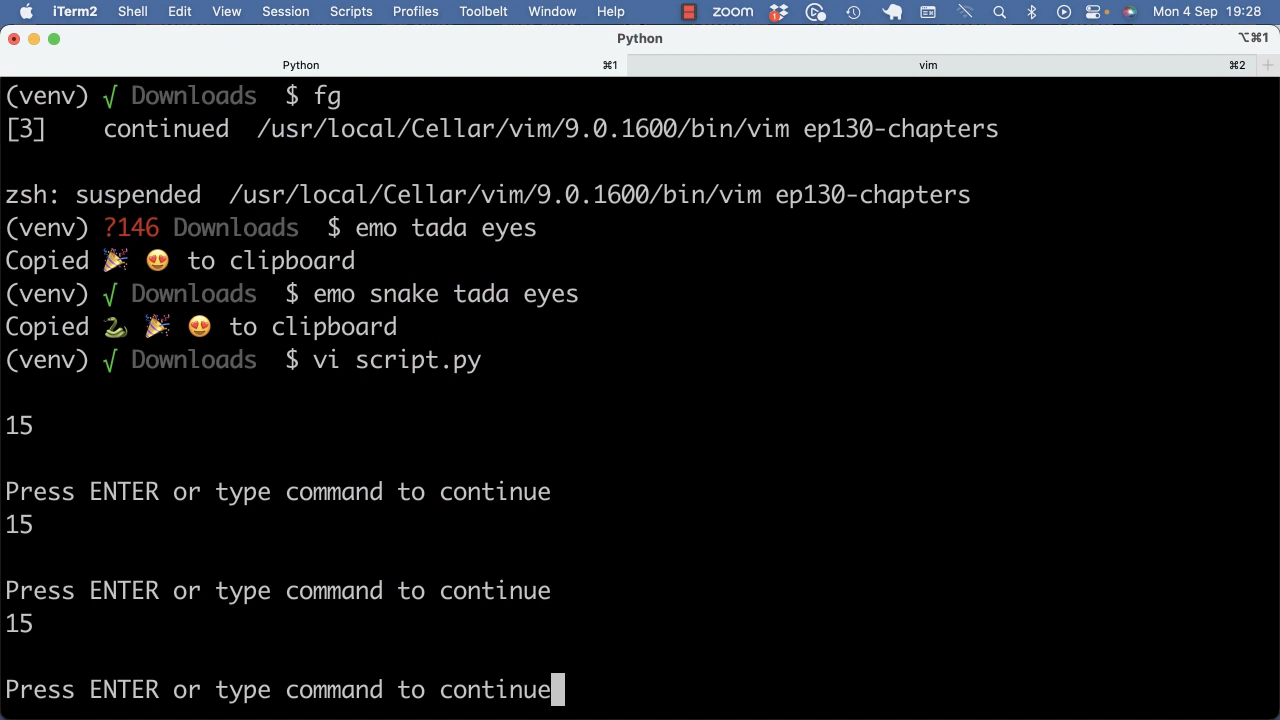 iTerm2 Shell Edit View Session Scripts Profiles Toolbelt Window Help zoom 1 Mon 4 Sep 19:28
Python ⌥⌘1
Python ⌘1 vim ⌘2
(venv) √ Downloads $ fg
[3] continued /usr/local/Cellar/vim/9.0.1600/bin/vim ep130-chapters
zsh: suspended /usr/local/Cellar/vim/9.0.1600/bin/vim ep130-chapters
(venv) ?146 Downloads $ emo tada eyes
Copied 🎉 😍 to clipboard
(venv) √ Downloads $ emo snake tada eyes
Copied 🐍 🎉 😍 to clipboard
(venv) √ Downloads $ vi script.py
15
Press ENTER or type command to continue
15
Press ENTER or type command to continue
15
Press ENTER or type command to continue